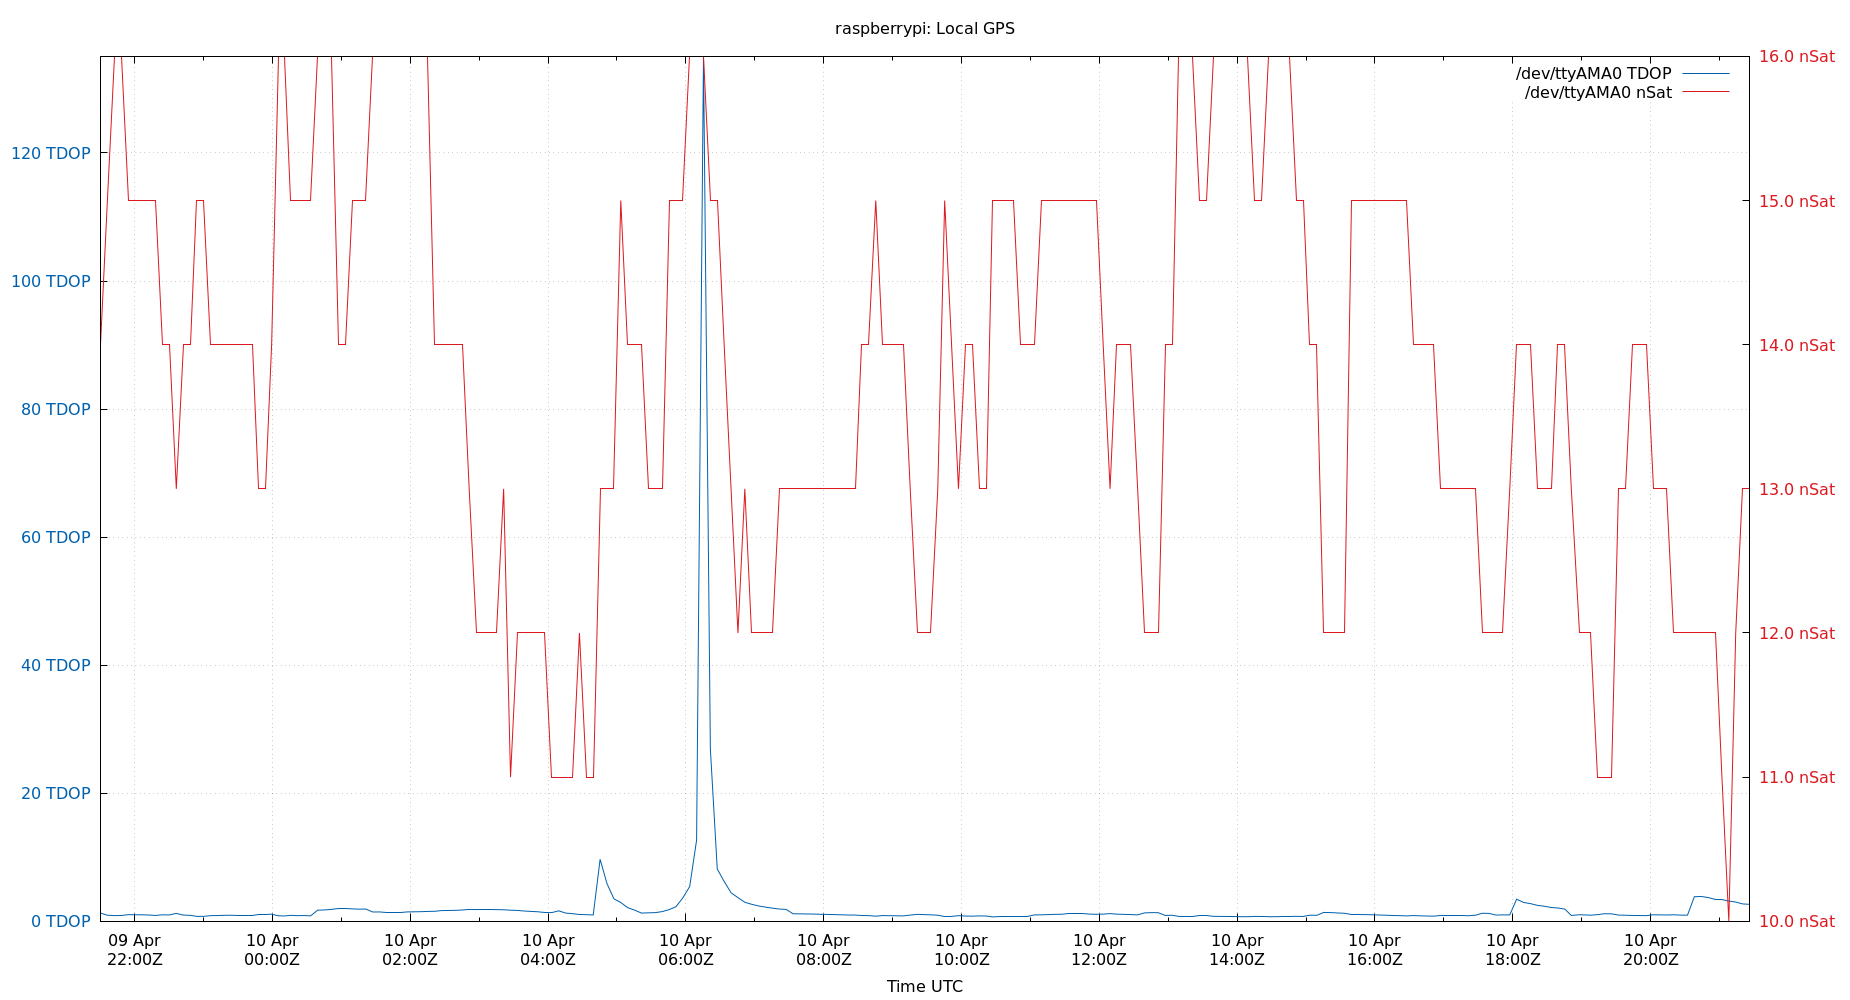 raspberrypi: Local GPS
/dev/ttyAMA0 TDOP
/dev/ttyAMA0 nSat
120 TDOP
100 TDOP
80 TDOP
60 TDOP
40 TDOP
20 TDOP
0 TDOP
16.0 nSat
15.0 nSat
14.0 nSat
13.0 nSat
12.0 nSat
11.0 nSat
10.0 nSat
09 Apr
22:00Z
10 Apr
00:00Z
10 Apr
02:00Z
10 Apr
04:00Z
10 Apr
06:00Z
10 Apr
08:00Z
10 Apr
10:00Z
10 Apr
12:00Z
10 Apr
14:00Z
10 Apr
16:00Z
10 Apr
18:00Z
10 Apr
20:00Z
Time UTC